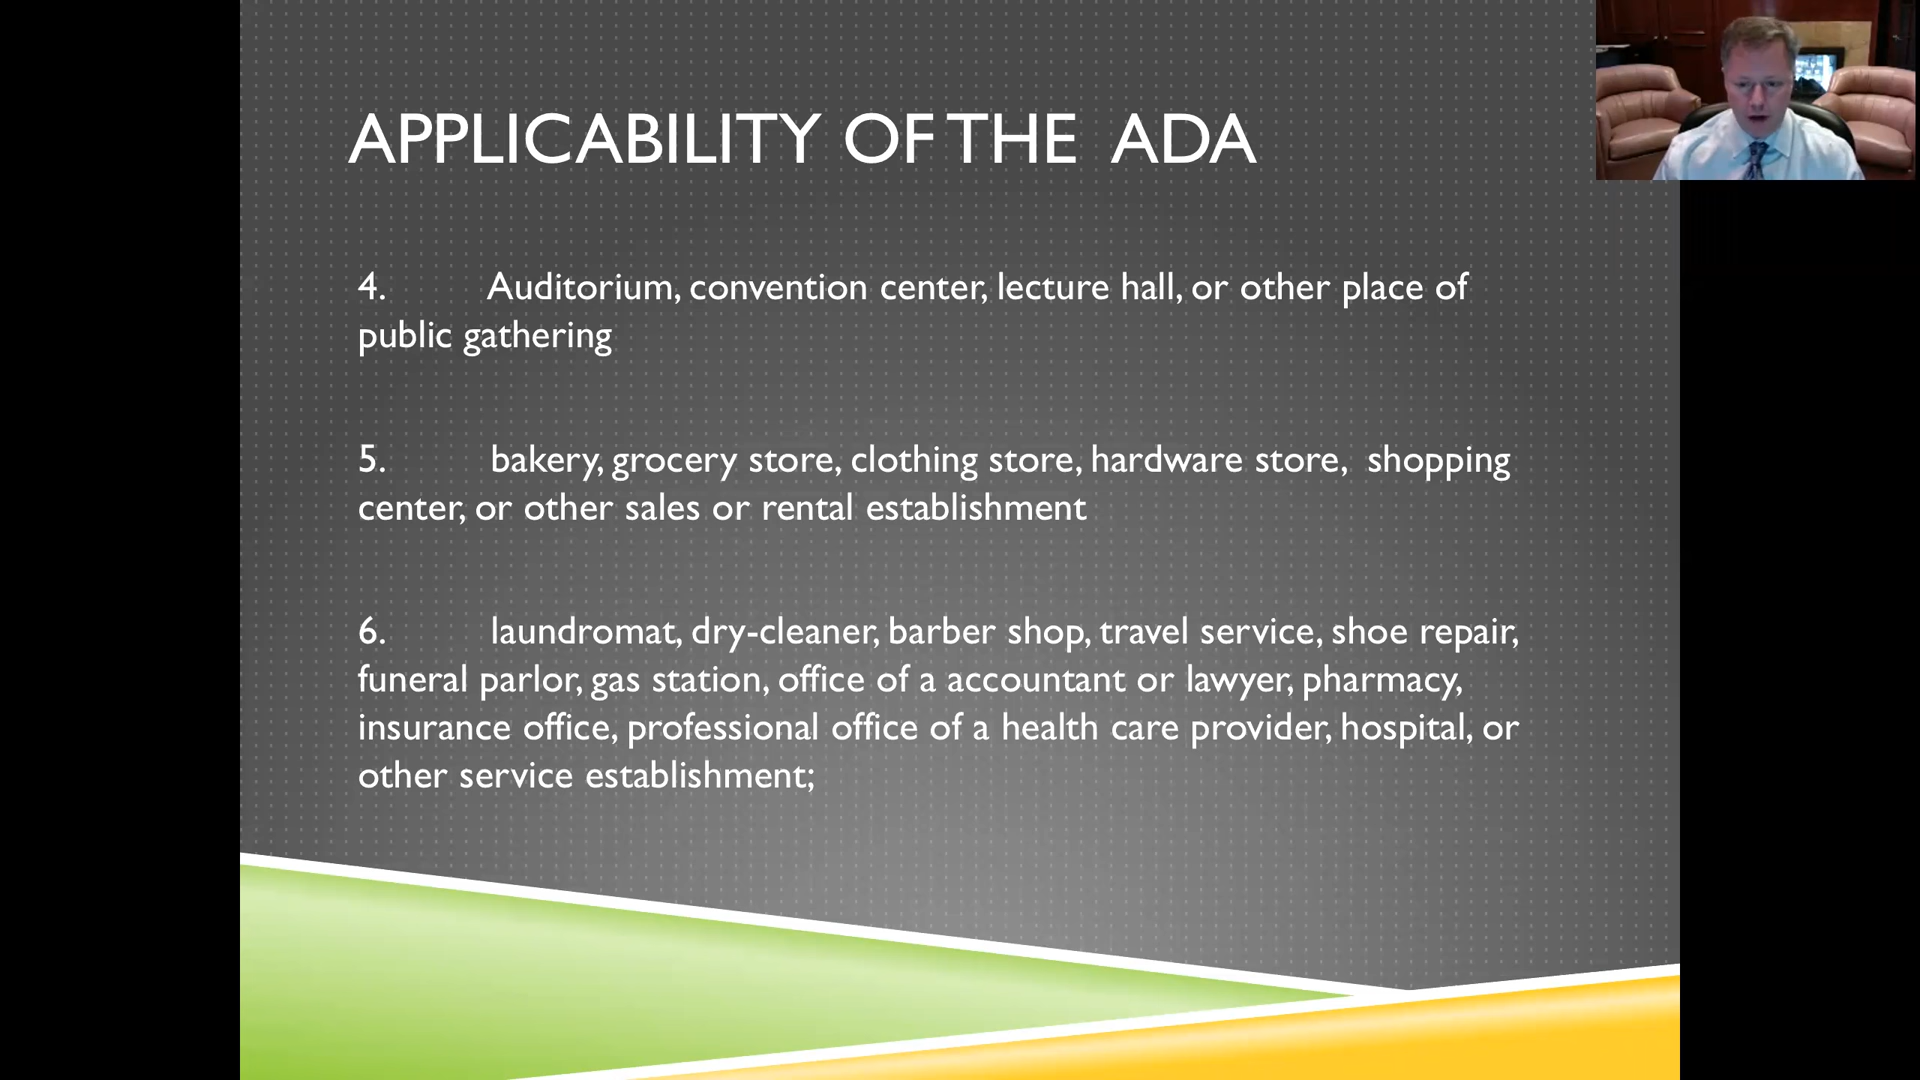 APPLICABILITY OF THE ADA
4. Auditorium, convention center, lecture hall, or other place of
public gathering
5. bakery, grocery store, clothing store, hardware store, shopping
center, or other sales or rental establishment
6. laundromat, dry-cleaner, barber shop, travel service, shoe repair,
funeral parlor, gas station, office of a accountant or lawyer, pharmacy,
insurance office, professional office of a health care provider, hospital, or
other service establishment;